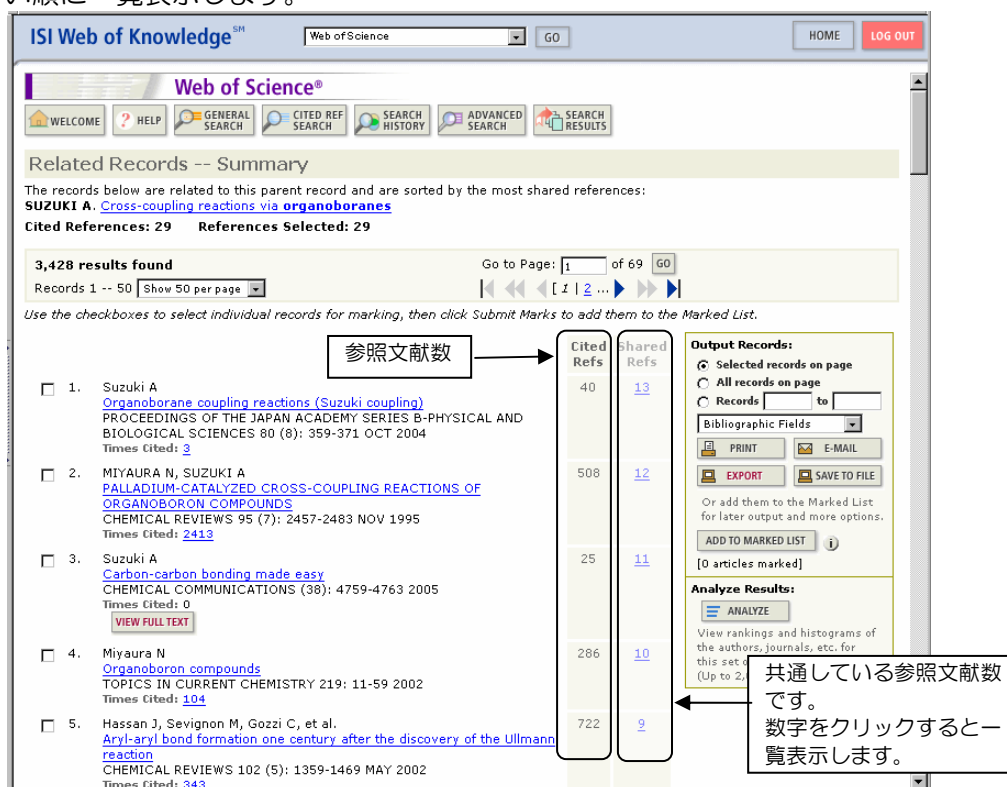 い順に一覧表示します。
ISI Web of Knowledge℠
Web of Science
GO
HOME
LOG OUT
Web of Science®
WELCOME
HELP
GENERAL SEARCH
CITED REF SEARCH
SEARCH HISTORY
ADVANCED SEARCH
SEARCH RESULTS
Related Records -- Summary
The records below are related to this parent record and are sorted by the most shared references:
SUZUKI A. Cross-coupling reactions via organoboranes
Cited References: 29 References Selected: 29
3,428 results found
Go to Page: 1 of 69 GO
Records 1 -- 50 Show 50 per page
[ 1 | 2 ...
Use the checkboxes to select individual records for marking, then click Submit Marks to add them to the Marked List.
参照文献数
Cited Refs
Shared Refs
1. Suzuki A
40 13
Organoborane coupling reactions (Suzuki coupling)
PROCEEDINGS OF THE JAPAN ACADEMY SERIES B-PHYSICAL AND
BIOLOGICAL SCIENCES 80 (8): 359-371 OCT 2004
Times Cited: 3
2. MIYAURA N, SUZUKI A
508 12
PALLADIUM-CATALYZED CROSS-COUPLING REACTIONS OF
ORGANOBORON COMPOUNDS
CHEMICAL REVIEWS 95 (7): 2457-2483 NOV 1995
Times Cited: 2413
3. Suzuki A
25 11
Carbon-carbon bonding made easy
CHEMICAL COMMUNICATIONS (38): 4759-4763 2005
Times Cited: 0
VIEW FULL TEXT
4. Miyaura N
286 10
Organoboron compounds
TOPICS IN CURRENT CHEMISTRY 219: 11-59 2002
Times Cited: 104
5. Hassan J, Sevignon M, Gozzi C, et al.
722 9
Aryl-aryl bond formation one century after the discovery of the Ullmann
reaction
CHEMICAL REVIEWS 102 (5): 1359-1469 MAY 2002
Times Cited: 343
Output Records:
Selected records on page
All records on page
Records to
Bibliographic Fields
PRINT
E-MAIL
EXPORT
SAVE TO FILE
Or add them to the Marked List
for later output and more options.
ADD TO MARKED LIST
i
[0 articles marked]
Analyze Results:
ANALYZE
View rankings and histograms of
the authors, journals, etc. for
this set o
(Up to 2,
共通している参照文献数
です。
数字をクリックすると一
覧表示します。